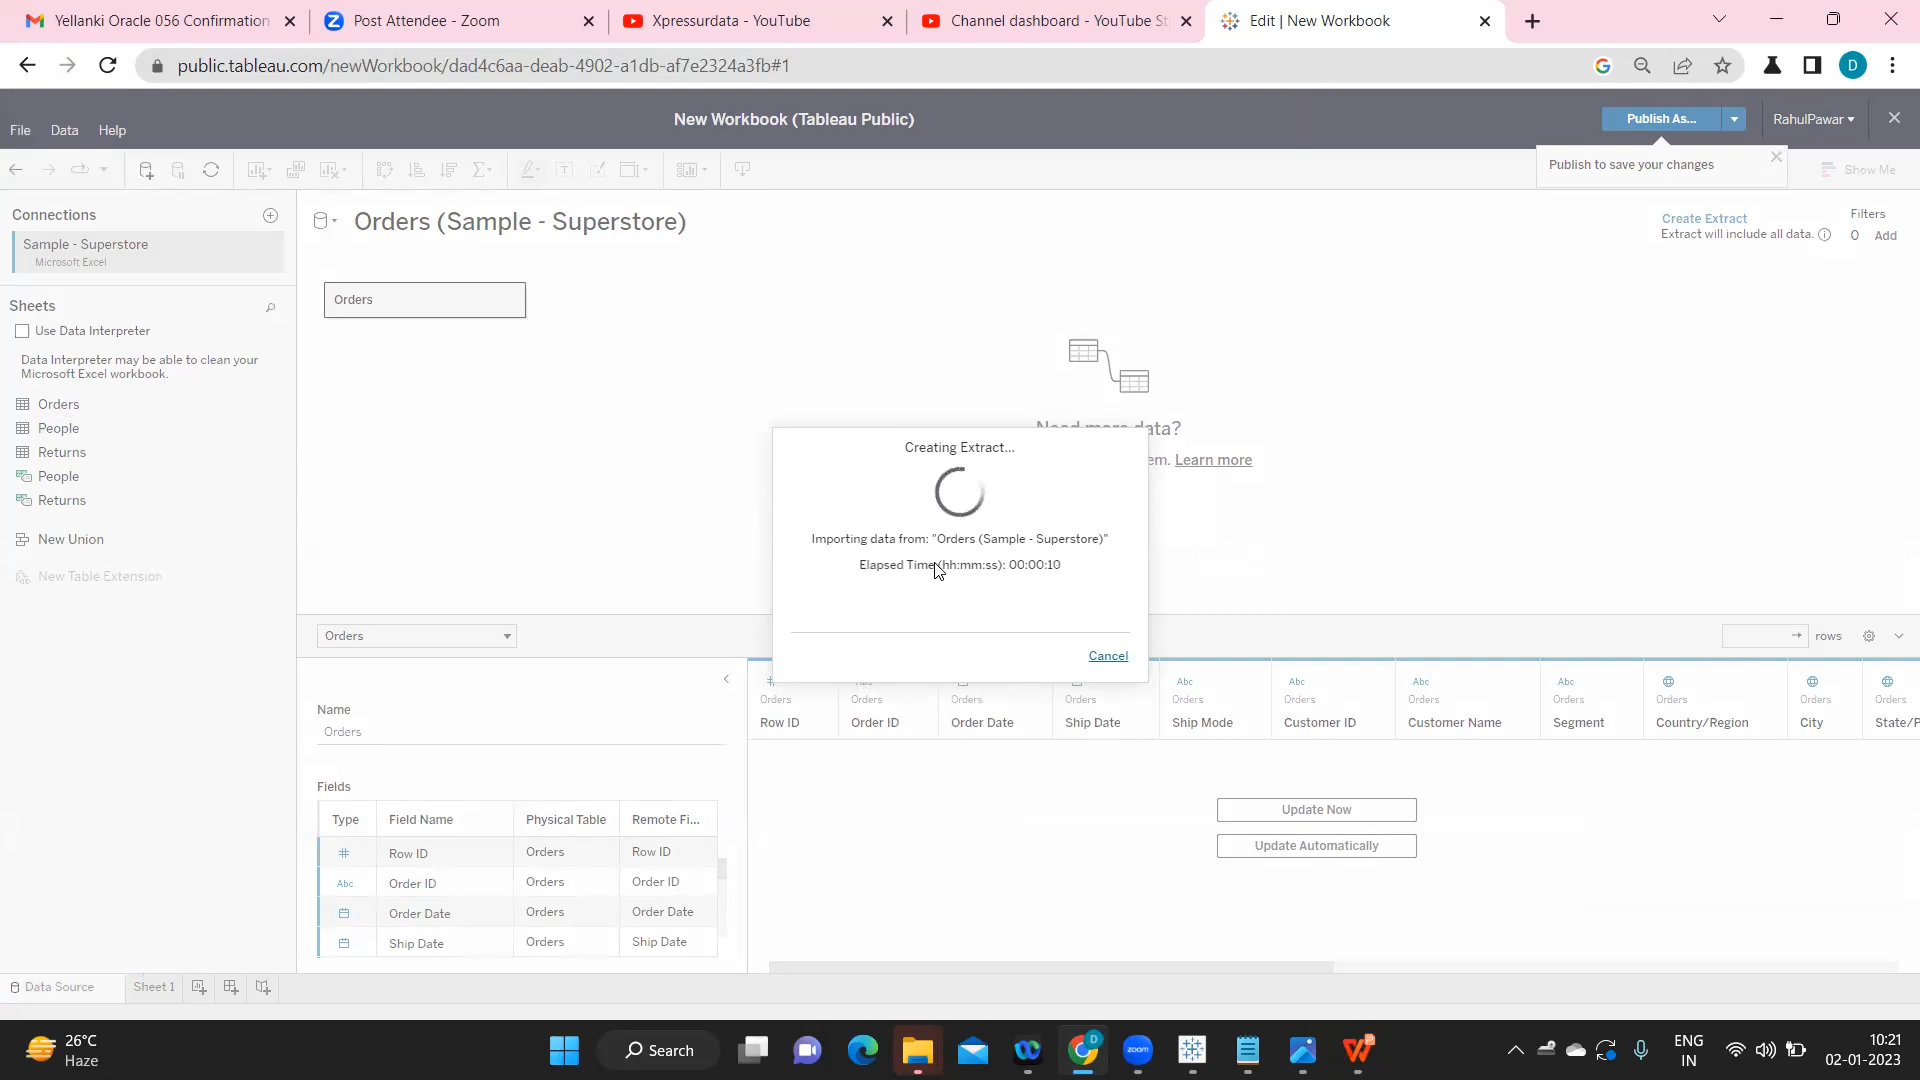 Yellanki Oracle 056 Confirmation
Post Attendee - Zoom
Xpressurdata - YouTube
Channel dashboard - YouTube St
Edit | New Workbook
public.tableau.com/newWorkbook/dad4c6aa-deab-4902-a1db-af7e2324a3fb#1
D
File
Data
Help
New Workbook (Tableau Public)
Publish As...
RahulPawar
Publish to save your changes
Show Me
Connections
Sample - Superstore
Microsoft Excel
Orders (Sample - Superstore)
Create Extract
Extract will include all data.
Filters
0 Add
Sheets
Use Data Interpreter
Data Interpreter may be able to clean your
Microsoft Excel workbook.
Orders
People
Returns
People
Returns
New Union
New Table Extension
Orders
Need more data?
em. Learn more
Creating Extract...
Importing data from: "Orders (Sample - Superstore)"
Elapsed Time (hh:mm:ss): 00:00:10
Cancel
Orders
rows
Name
Orders
Fields
Type Field Name Physical Table Remote Fi...
# Row ID Orders Row ID
Abc Order ID Orders Order ID
Order Date Orders Order Date
Ship Date Orders Ship Date
Abc Abc Abc Abc
Orders Orders Orders Orders Orders Orders Orders Orders Orders Orders Orders
Row ID Order ID Order Date Ship Date Ship Mode Customer ID Customer Name Segment Country/Region City State/P
Update Now
Update Automatically
Data Source
Sheet 1
26°C
Haze
Search
D
zoom
ENG
IN
10:21
02-01-2023